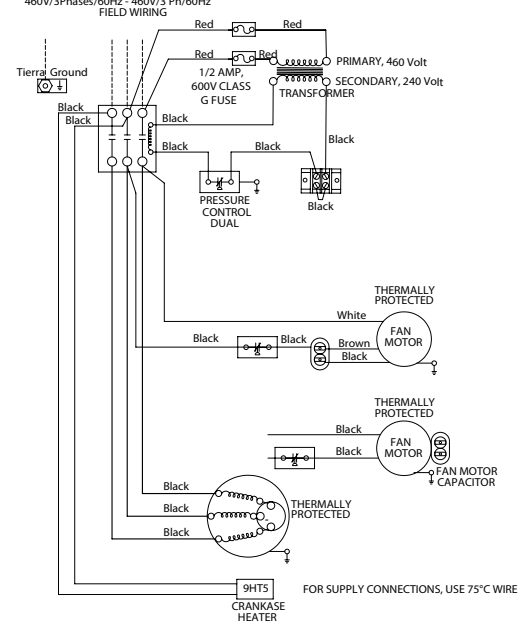 460V/3Phases/60Hz - 460V/3 Ph/60Hz
FIELD WIRING
Red
Red
Red
Red
PRIMARY, 460 Volt
Tierra Ground
1/2 AMP,
600V CLASS
G FUSE
SECONDARY, 240 Volt
TRANSFORMER
Black
Black
Black
Black
Black
Black
PRESSURE
CONTROL
DUAL
Black
THERMALLY
PROTECTED
White
FAN
MOTOR
Black
Black
Brown
Black
THERMALLY
PROTECTED
Black
FAN
MOTOR
Black
FAN MOTOR
CAPACITOR
Black
THERMALLY
PROTECTED
Black
Black
9HT5
FOR SUPPLY CONNECTIONS, USE 75°C WIRE
CRANKASE
HEATER